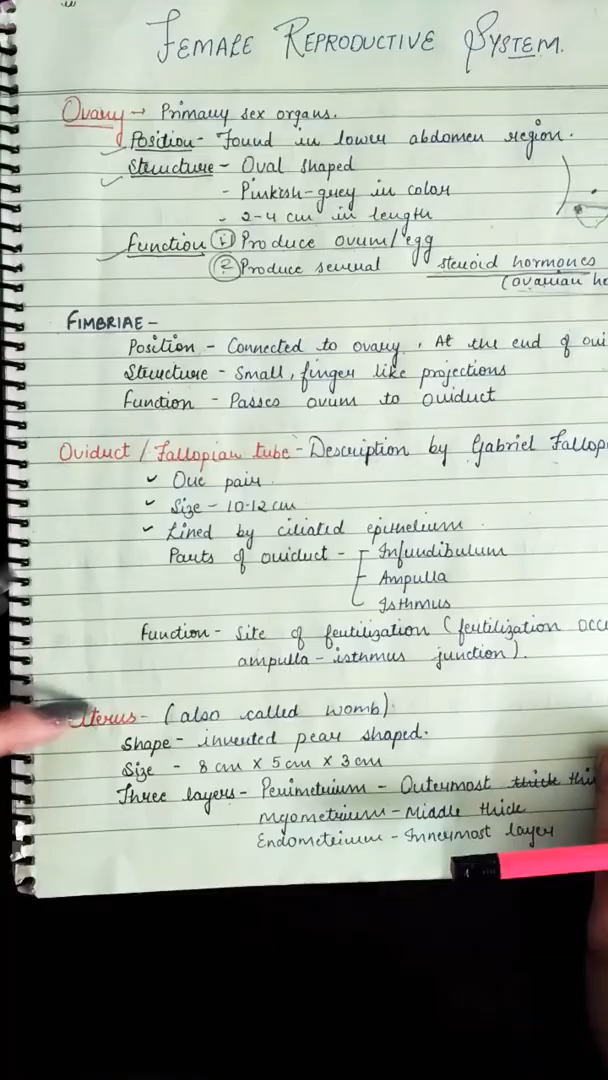 FEMALE REPRODUCTIVE SYSTEM.
Ovary → Primary sex organs.
Position - Found in lower abdomen region.
Structure - Oval shaped
- Pinkish-grey in color
- 2-4 cm in length
Function ① Produce ovum/egg
② Produce several steroid hormones
(ovarian
FIMBRIAE -
Position - Connected to ovary, At the end of
Structure - Small, finger like projections
Function - Passes ovum to oviduct
Oviduct / Fallopian tube - Description by Gabriel
✓ One pair
✓ Size - 10-12 cm
✓ Lined by ciliated epithelium
Parts of oviduct - Infundibulum
Ampulla
Isthmus
Function - Site of fertilization (fertilization
ampulla - isthmus junction).
Uterus - (also called womb)
Shape - inverted pear shaped.
Size - 8 cm x 5 cm x 3 cm
Three layers - Perimetrium - Outermost thick
Myometrium - Middle thick
Endometrium - Innermost layer